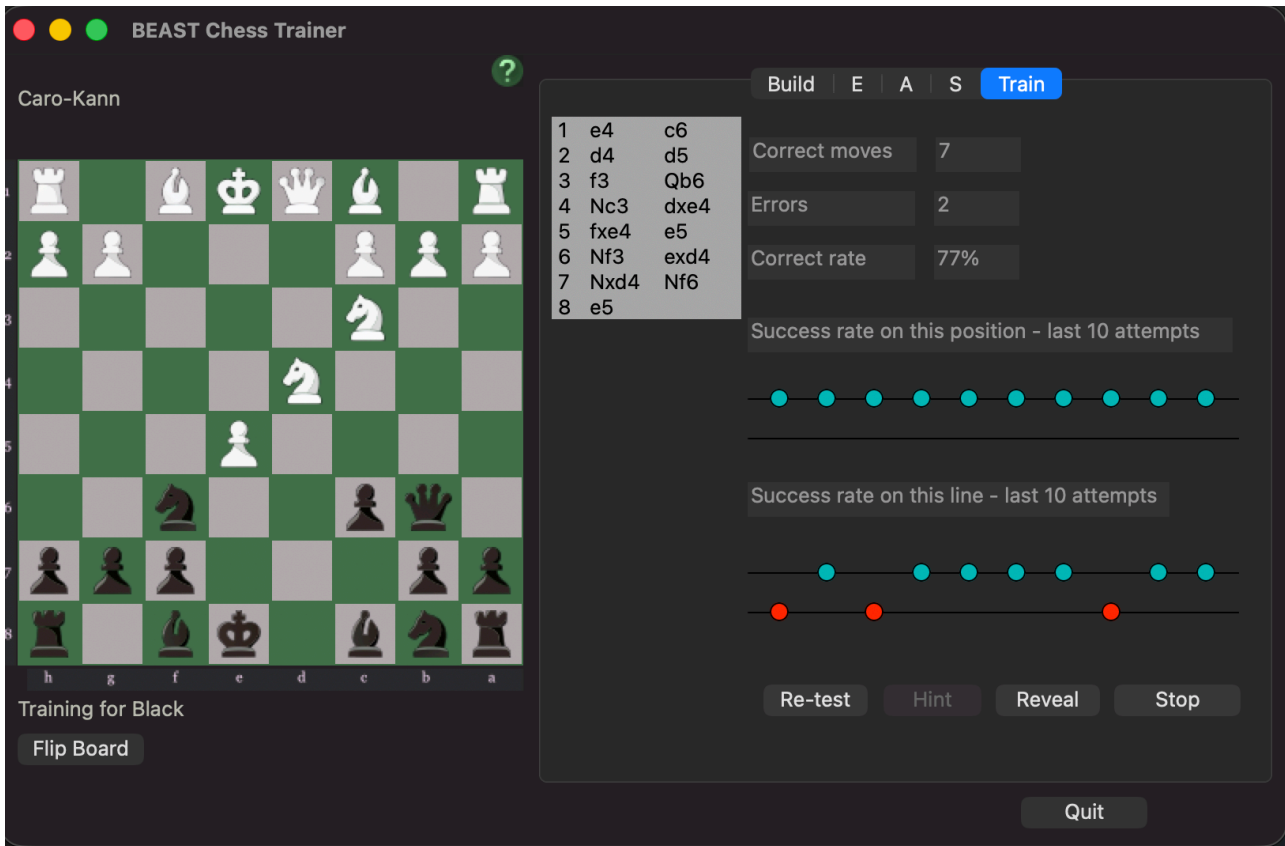 BEAST Chess Trainer
?
Caro-Kann
Build E A S Train
1 e4 c6
2 d4 d5
3 f3 Qb6
4 Nc3 dxe4
5 fxe4 e5
6 Nf3 exd4
7 Nxd4 Nf6
8 e5
Correct moves 7
Errors 2
Correct rate 77%
Success rate on this position - last 10 attempts
Success rate on this line - last 10 attempts
1
2
3
4
5
6
7
8
h g f e d c b a
Re-test Hint Reveal Stop
Training for Black
Flip Board
Quit